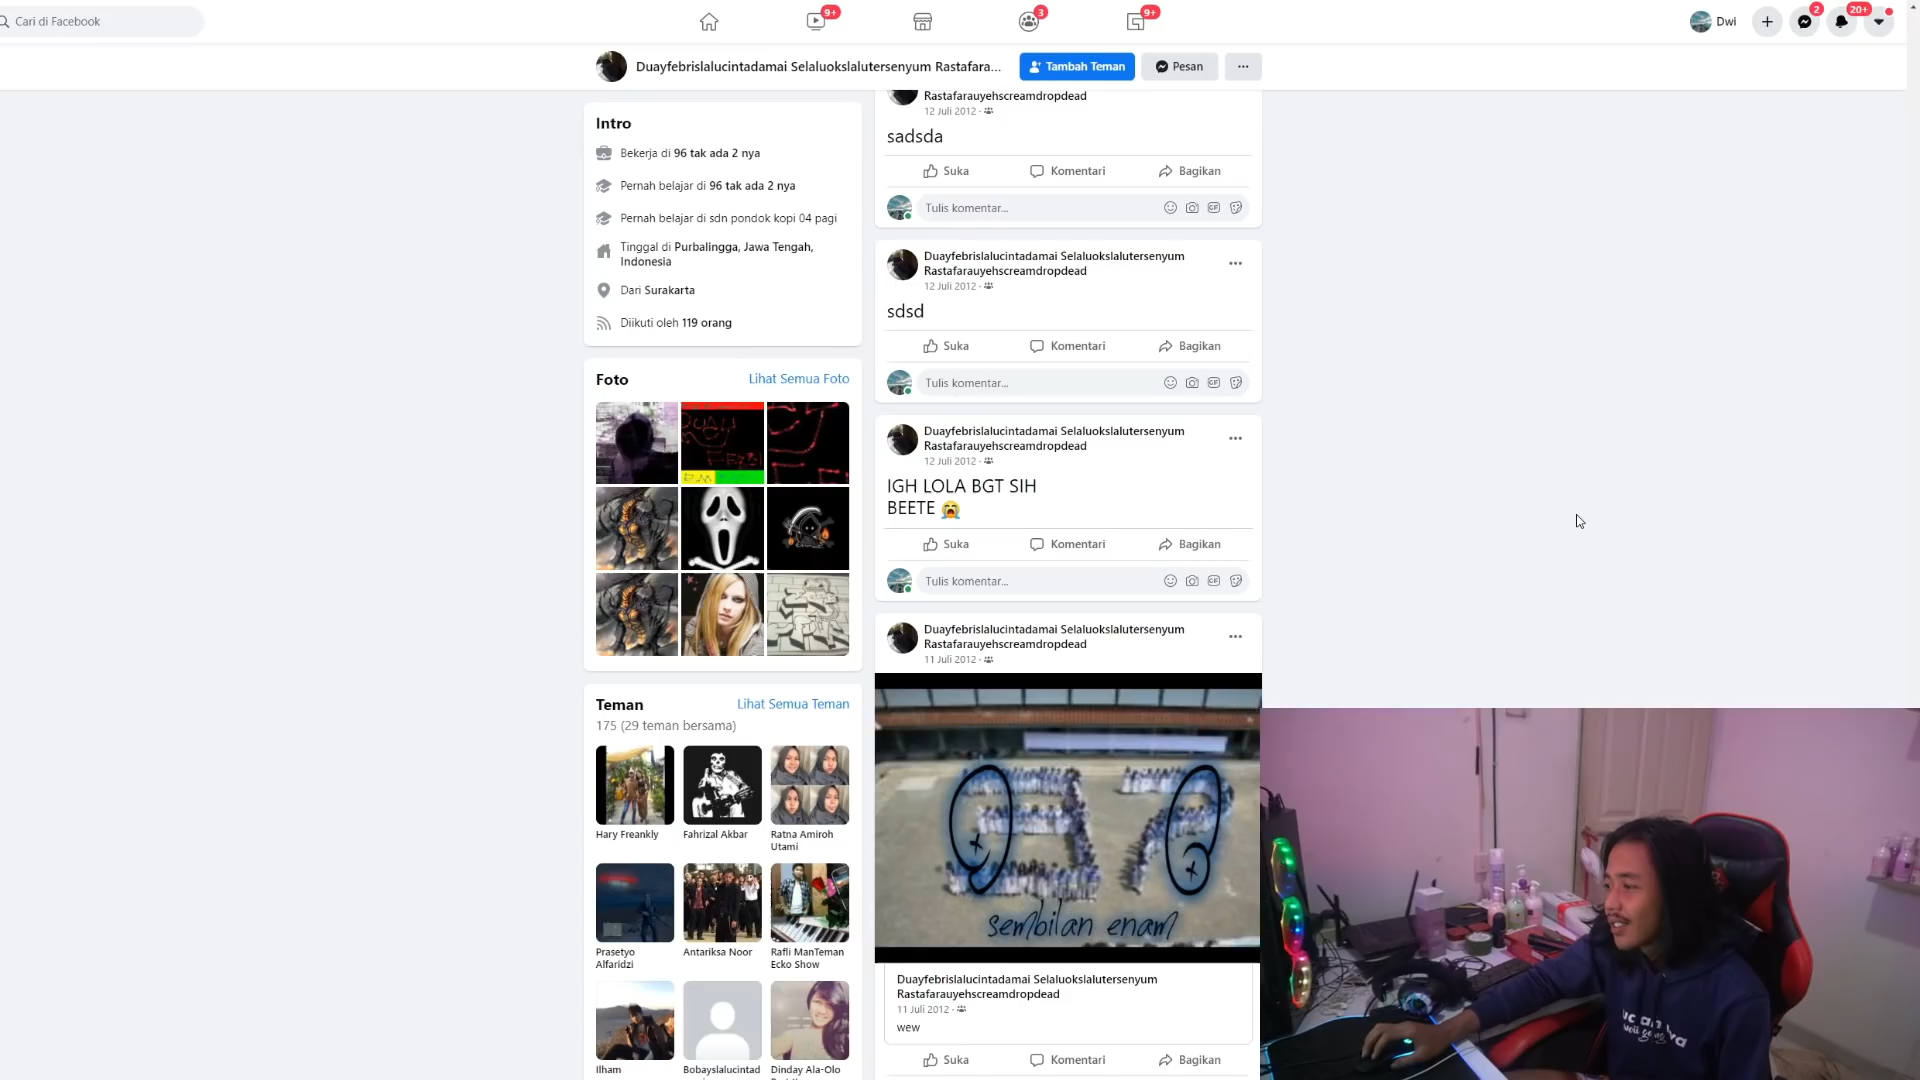 Cari di Facebook
9+
3
9+
Dwi
2
20+
Duayfebrislalucintadamai Selaluokslalutersenyum Rastafara...
Tambah Teman
Pesan
Intro
Bekerja di 96 tak ada 2 nya
Pernah belajar di 96 tak ada 2 nya
Pernah belajar di sdn pondok kopi 04 pagi
Tinggal di Purbalingga, Jawa Tengah,
Indonesia
Dari Surakarta
Diikuti oleh 119 orang
Foto
Lihat Semua Foto
Teman
Lihat Semua Teman
175 (29 teman bersama)
Hary Freankly
Fahrizal Akbar
Ratna Amiroh
Utami
Prasetyo
Alfaridzi
Antariksa Noor
Rafli ManTeman
Ecko Show
Ilham
Bobayslalucintad
Dinday Ala-Olo
Rastafarauyehscreamdropdead
12 Juli 2012
sadsda
Suka
Komentari
Bagikan
Tulis komentar...
Duayfebrislalucintadamai Selaluokslalutersenyum
Rastafarauyehscreamdropdead
12 Juli 2012
sdsd
Suka
Komentari
Bagikan
Tulis komentar...
Duayfebrislalucintadamai Selaluokslalutersenyum
Rastafarauyehscreamdropdead
12 Juli 2012
IGH LOLA BGT SIH
BEETE 😭
Suka
Komentari
Bagikan
Tulis komentar...
Duayfebrislalucintadamai Selaluokslalutersenyum
Rastafarauyehscreamdropdead
11 Juli 2012
sembilan enam
Duayfebrislalucintadamai Selaluokslalutersenyum
Rastafarauyehscreamdropdead
11 Juli 2012
wew
Suka
Komentari
Bagikan